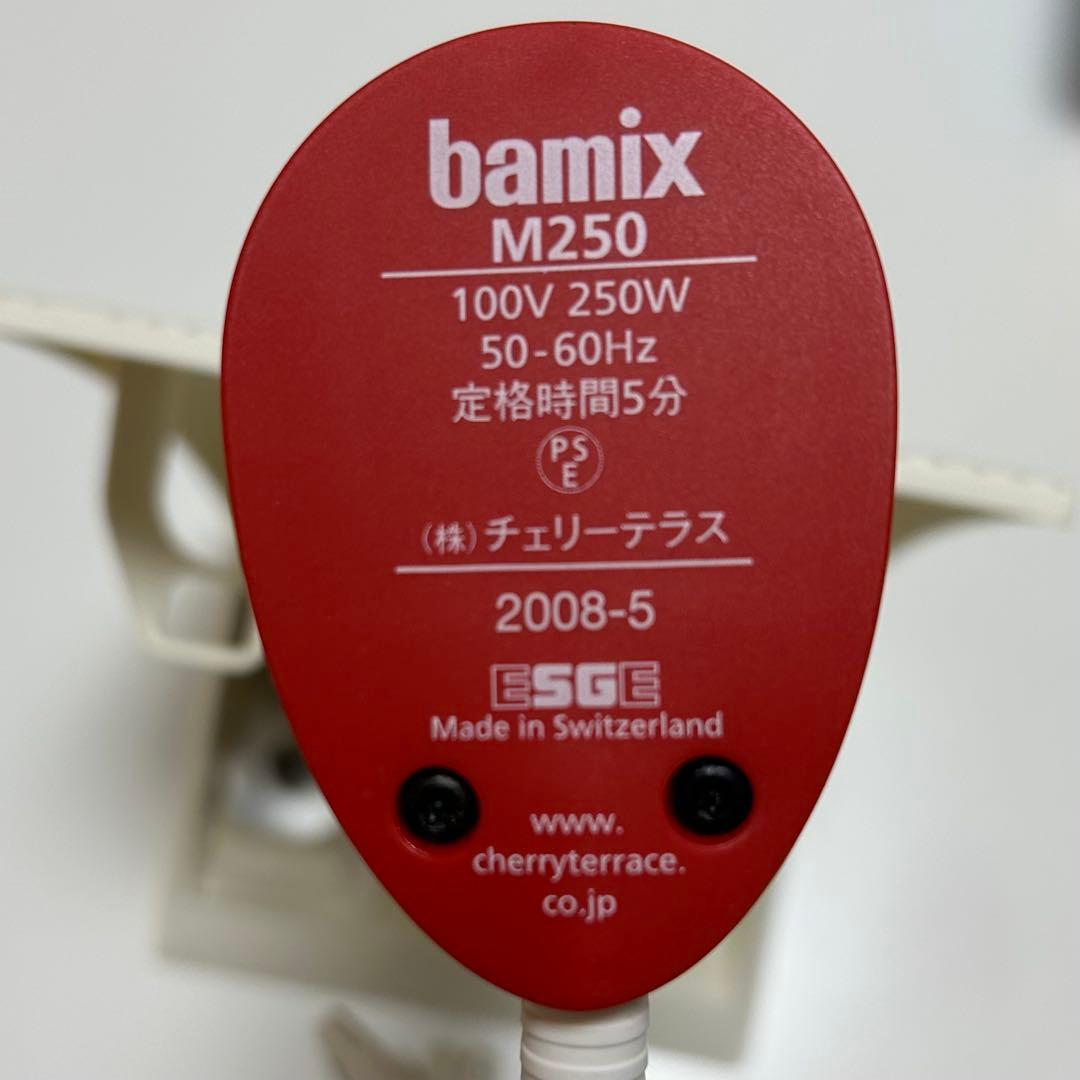 bamix
M250
100V 250W
50-60Hz
定格時間5分
PS
E
(株)チェリーテラス
2008-5
ESGE
Made in Switzerland
www.
cherryterrace.
co.jp